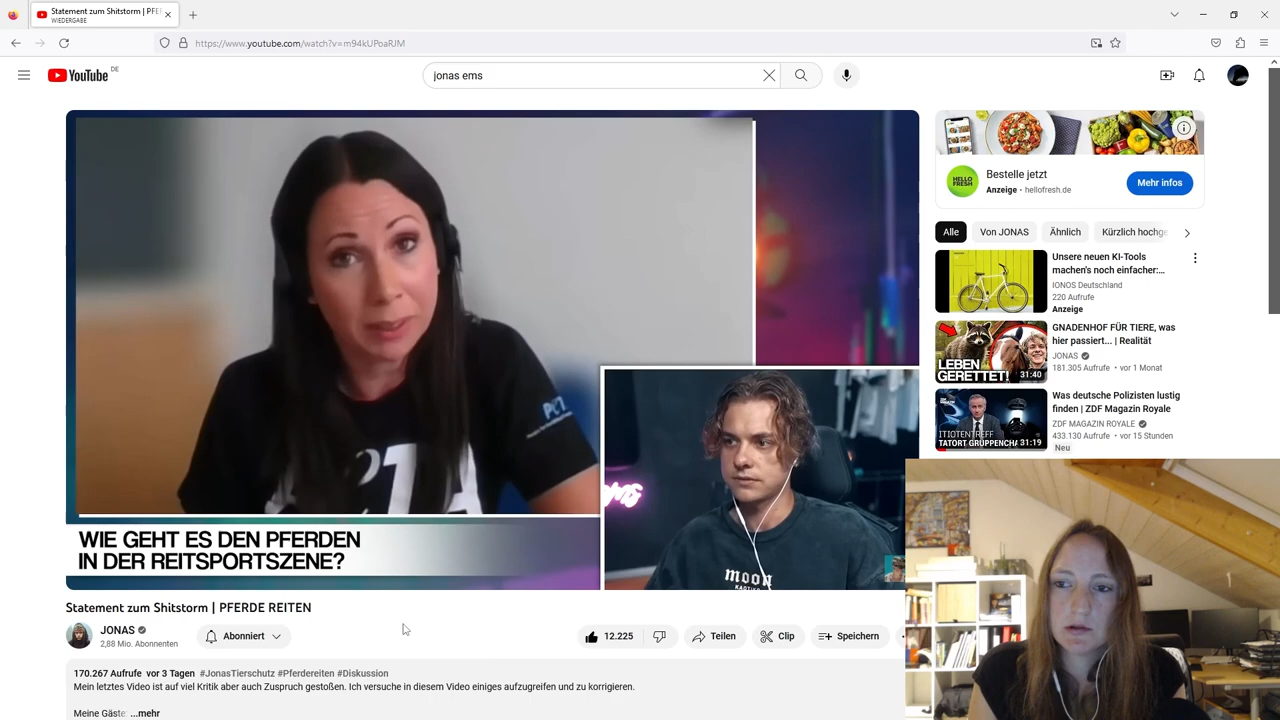 Statement zum Shitstorm | PFE
WIEDERGABE
https://www.youtube.com/watch?v=m94kUPoaRJM
YouTube DE
jonas ems
WIE GEHT ES DEN PFERDEN
IN DER REITSPORTSZENE?
moon
Statement zum Shitstorm | PFERDE REITEN
JONAS
2,88 Mio. Abonnenten
Abonniert
12.225
Teilen
Clip
Speichern
170.267 Aufrufe vor 3 Tagen #JonasTierschutz #Pferdereiten #Diskussion
Mein letztes Video ist auf viel Kritik aber auch Zuspruch gestoßen. Ich versuche in diesem Video einiges aufzugreifen und zu korrigieren.
Meine Gäste: ...mehr
HELLO
FRESH
Bestelle jetzt
Anzeige • hellofresh.de
Mehr infos
Alle
Von JONAS
Ähnlich
Kürzlich hochge
Unsere neuen KI-Tools
machen's noch einfacher:...
IONOS Deutschland
220 Aufrufe
Anzeige
LEBEN
GERETTET!
31:40
GNADENHOF FÜR TIERE, was
hier passiert... | Realität
JONAS
181.305 Aufrufe • vor 1 Monat
ITIOTENTREFF
TATORT GRUPPENCHA
31:19
Was deutsche Polizisten lustig
finden | ZDF Magazin Royale
ZDF MAGAZIN ROYALE
433.130 Aufrufe • vor 15 Stunden
Neu